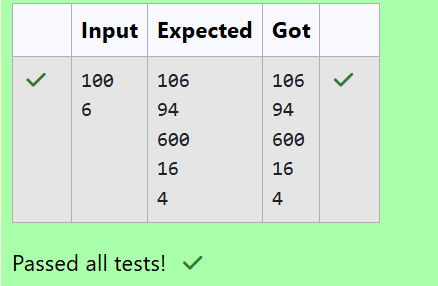 Input Expected Got
100 106 106
6 94 94
600 600
16 16
4 4
Passed all tests!